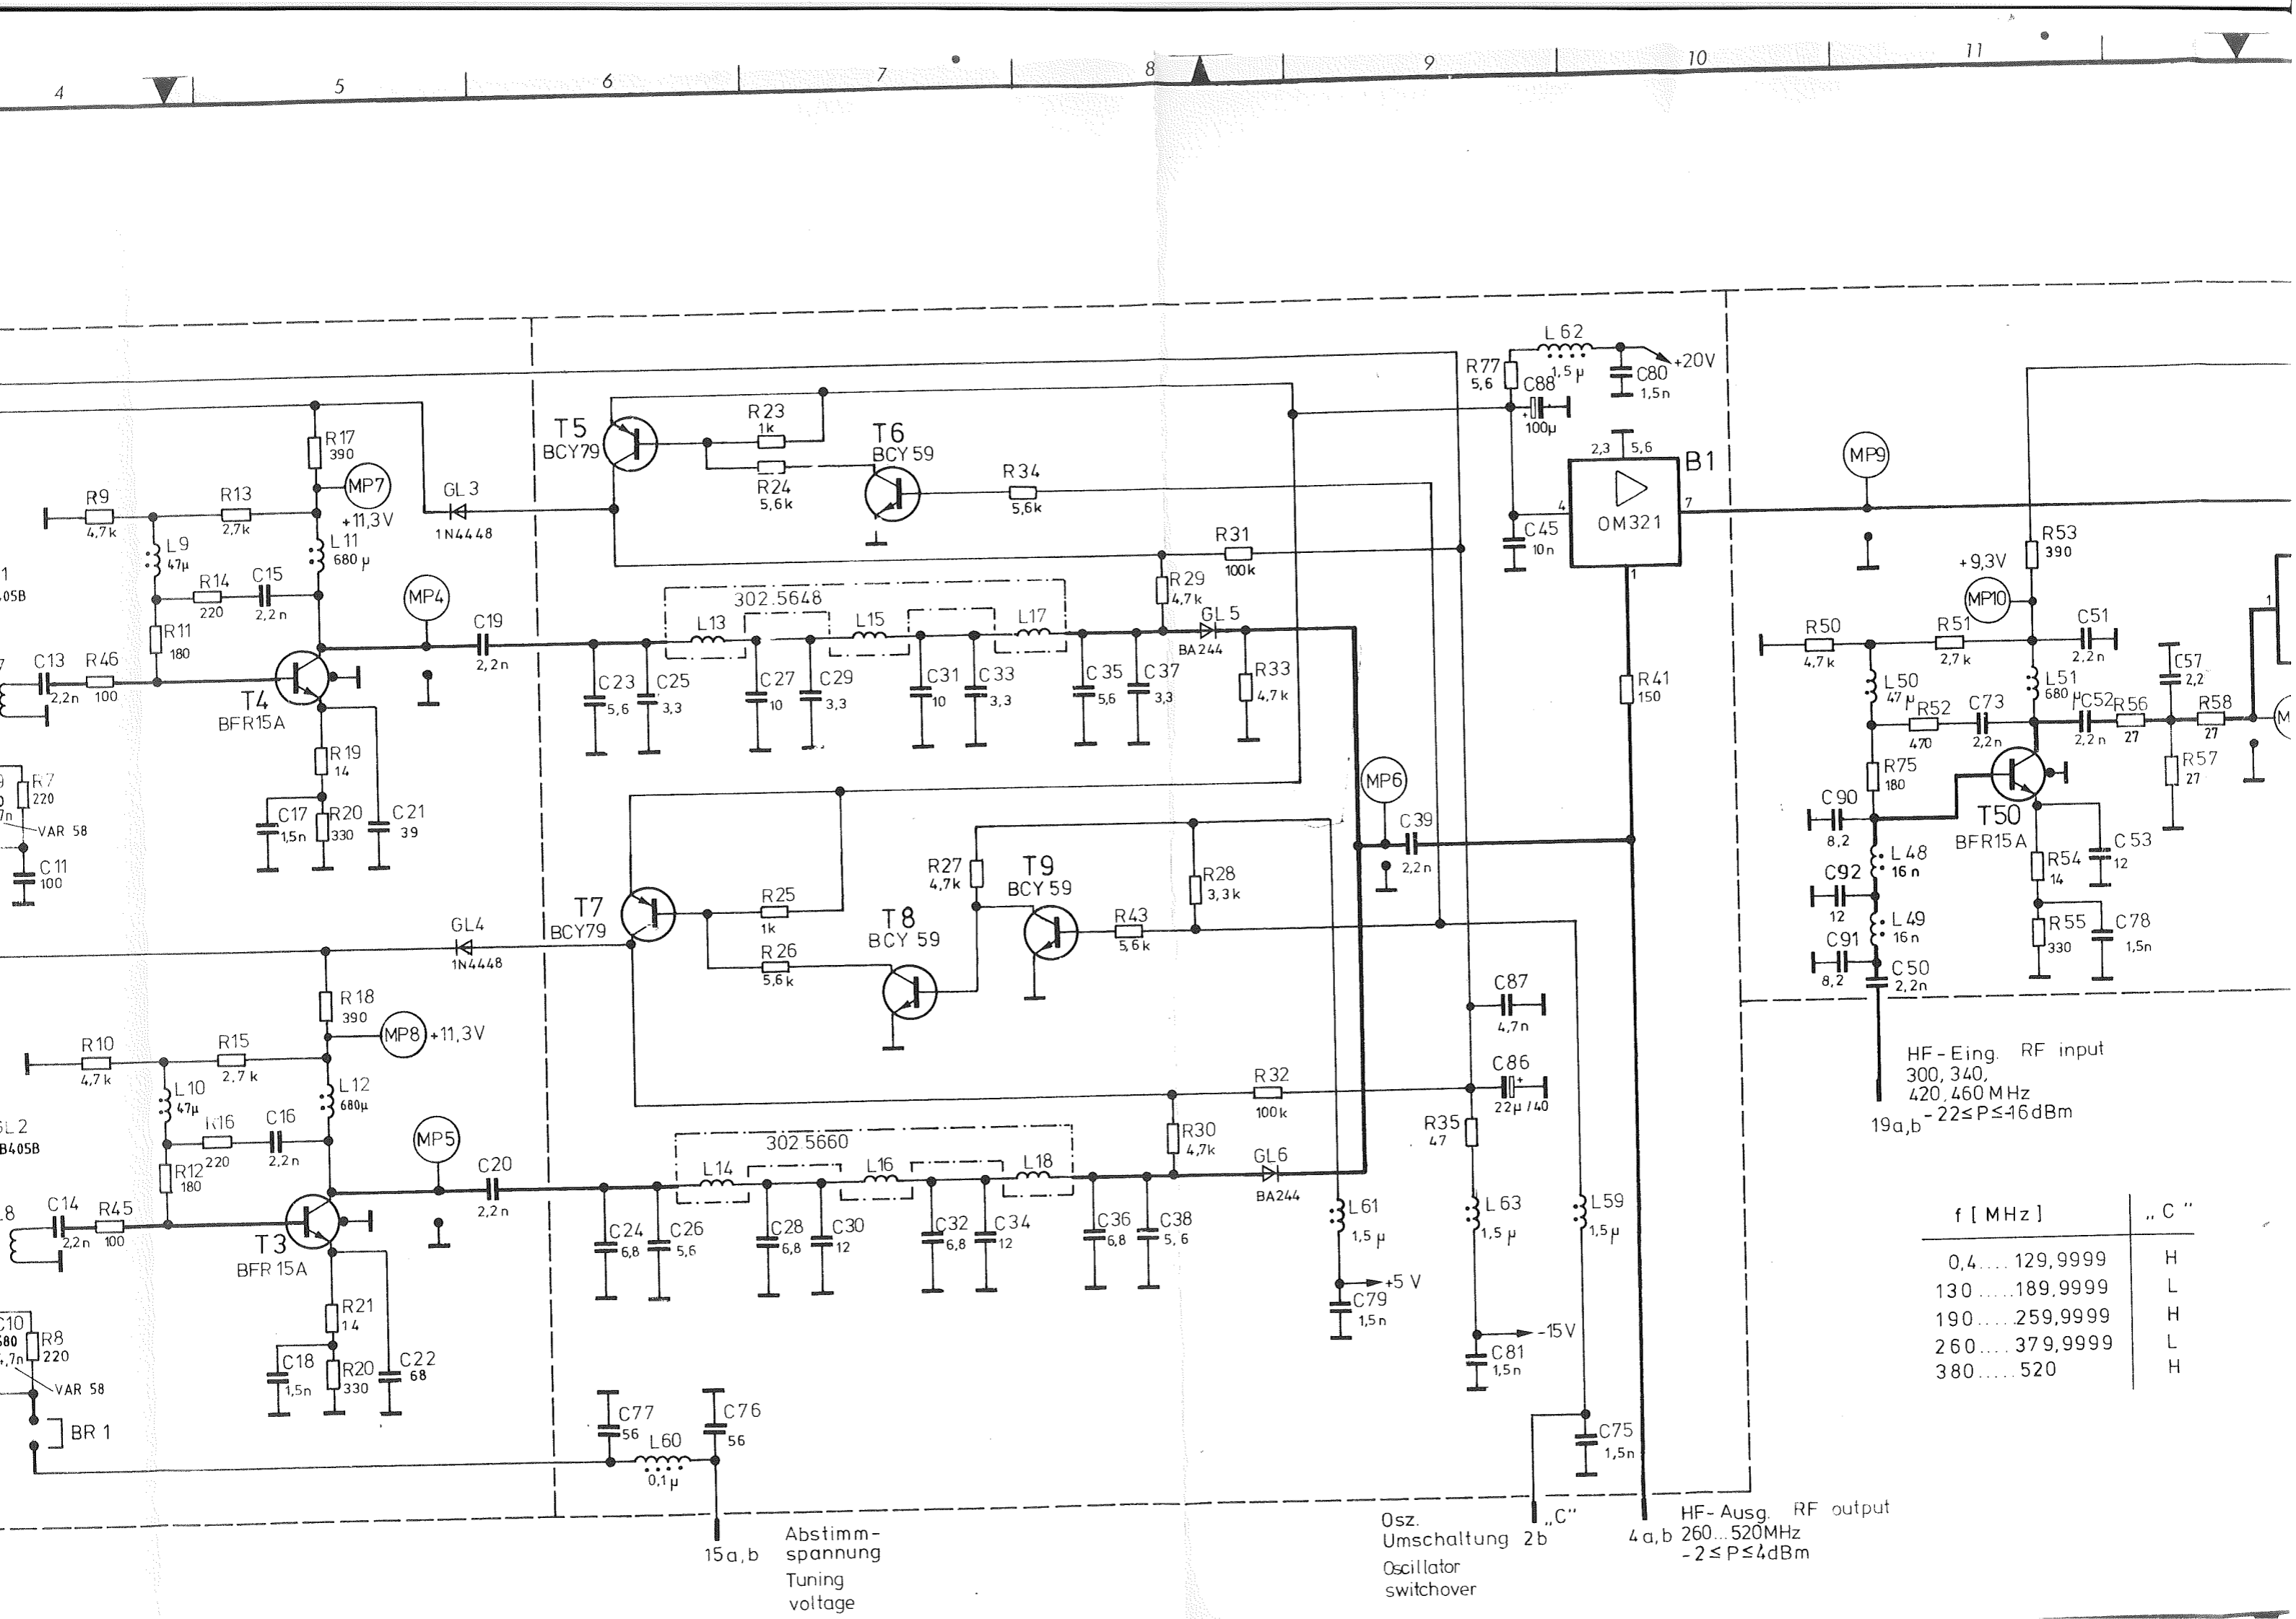 4 5 6 7 8 9 10 11
L62
1,5µ
R77
5,6
C88
100µ
C80
1,5n
+20V
T5
BCY79
R23
1k
R24
5,6k
T6
BCY59
R34
5,6k
2,3 5,6
B1
4
7
OM321
1
C45
10n
MP9
R17
390
MP7
+11,3V
GL3
1N4448
R9
4,7k
R13
2,7k
L9
47µ
L11
680µ
R14
220
C15
2,2n
R11
180
MP4
C19
2,2n
C13
2,2n
R46
100
T4
BFR15A
R19
14
C17
1,5n
R20
330
C21
39
R31
100k
R29
4,7k
302.5648
L13
L15
L17
GL5
BA244
C23
5,6
C25
3,3
C27
10
C29
3,3
C31
10
C33
3,3
C35
5,6
C37
3,3
R33
4,7k
R41
150
R53
390
+9,3V
MP10
R50
4,7k
R51
2,7k
C51
2,2n
L50
47µ
L51
680µ
C57
2,2
R52
470
C73
2,2n
C52
2,2n
R56
27
R58
27
1
R57
27
R75
180
C90
8,2
T50
BFR15A
L48
16n
C92
12
L49
16n
C91
8,2
C50
2,2n
R54
14
C53
12
R55
330
C78
1,5n
1
05B
R7
220
VAR 58
C11
100
MP6
C39
2,2n
R27
4,7k
T9
BCY59
R28
3,3k
R43
5,6k
T7
BCY79
R25
1k
R26
5,6k
T8
BCY59
GL4
1N4448
R18
390
MP8
+11,3V
R10
4,7k
R15
2,7k
L10
47µ
L12
680µ
R16
220
C16
2,2n
R12
180
MP5
C20
2,2n
B405B
C14
2,2n
R45
100
T3
BFR15A
R21
14
C18
1,5n
R20
330
C22
68
C10
680
4,7n
R8
220
VAR 58
BR1
C87
4,7n
C86
22µ/40
R32
100k
R30
4,7k
R35
47
302.5660
L14
L16
L18
GL6
BA244
C24
6,8
C26
5,6
C28
6,8
C30
12
C32
6,8
C34
12
C36
6,8
C38
5,6
L61
1,5µ
L63
1,5µ
L59
1,5µ
+5V
C79
1,5n
-15V
C81
1,5n
C75
1,5n
C77
56
L60
0,1µ
C76
56
HF-Eing. RF input
300, 340,
420, 460MHz
-22≤P≤-16dBm
19a,b
f [MHz] „C"
0,4.... 129,9999 H
130.....189,9999 L
190.....259,9999 H
260....379,9999 L
380.....520 H
15a,b
Abstimm-
spannung
Tuning
voltage
Osz.
Umschaltung 2b
„C"
Oscillator
switchover
4a,b
HF-Ausg. RF output
260...520MHz
-2≤P≤4dBm